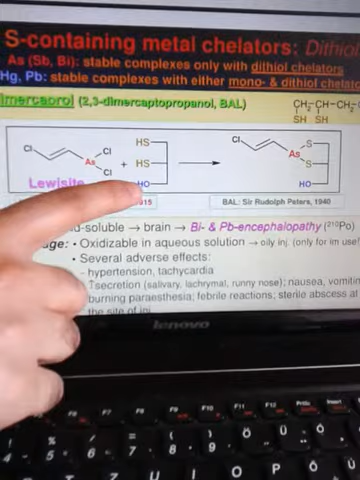 S-containing metal chelators: Dithiol
As (Sb, Bi): stable complexes only with dithiol chelators
Hg, Pb: stable complexes with either mono- & dithiol chelato
imercaprol (2,3-dimercaptopropanol, BAL)
CH2-CH-CH2-
SH SH
Cl
As
Cl
Cl
+
HS
HS
HO
Cl
As
S
S
HO
Lewisite
1915
BAL: Sir Rudolph Peters, 1940
d-soluble → brain → Bi- & Pb-encephalopathy (210Po)
age: • Oxidizable in aqueous solution → oily inj. (only for im use
• Several adverse effects:
- hypertension, tachycardia
- ↑secretion (salivary, lachrymal, runny nose); nausea, vomitin
burning paraesthesia; febrile reactions; sterile abscess at
the site of inj.
lenovo
F6 F7 F8 F9 F10 F11 F12
% / = ( ) Ö Ü Ó
4 5 6 7 8 9
T Z U I O P Ő Ú